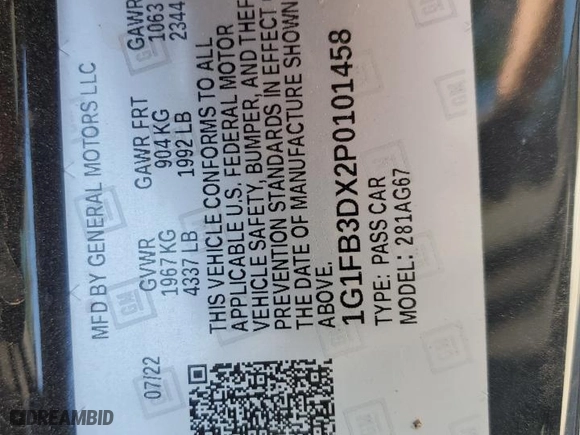 MFD BY GENERAL MOTORS LLC
07/22
GVWR
1967 KG
4337 LB
GAWR FRT
904 KG
1992 LB
GAWR
1063
2344
THIS VEHICLE CONFORMS TO ALL
APPLICABLE U.S. FEDERAL MOTOR
VEHICLE SAFETY, BUMPER, AND THEF
PREVENTION STANDARDS IN EFFECT
THE DATE OF MANUFACTURE SHOWN
ABOVE.
1G1FB3DX2P0101458
TYPE: PASS CAR
MODEL: 281AG67
GM
DREAMBID